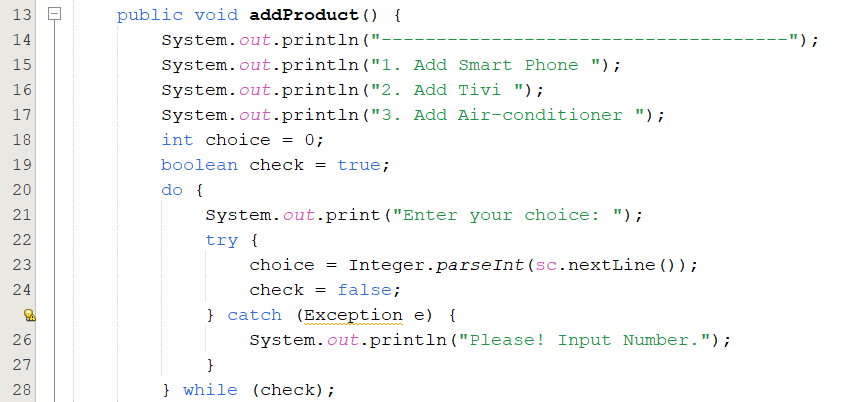 13 public void addProduct() {
14 System.out.println("-------------------------------------");
15 System.out.println("1. Add Smart Phone ");
16 System.out.println("2. Add Tivi ");
17 System.out.println("3. Add Air-conditioner ");
18 int choice = 0;
19 boolean check = true;
20 do {
21 System.out.print("Enter your choice: ");
22 try {
23 choice = Integer.parseInt(sc.nextLine());
24 check = false;
} catch (Exception e) {
26 System.out.println("Please! Input Number.");
27 }
28 } while (check);